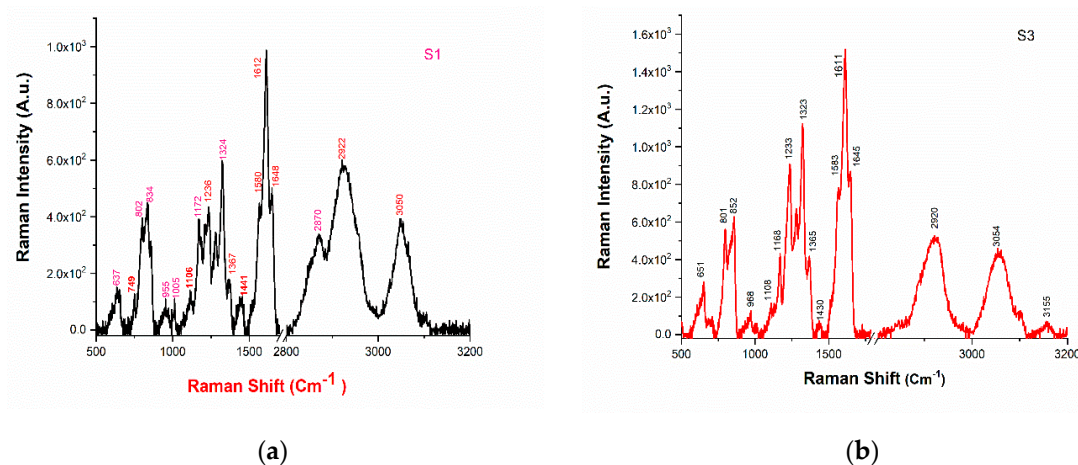 S1
Raman Intensity (A.u.)
1.0x10³
8.0x10²
6.0x10²
4.0x10²
2.0x10²
0.0
637
749
802
834
955
1005
1106
1172
1236
1324
1367
1441
1580
1612
1648
2870
2922
3050
500
1000
1500
2800
3000
3200
Raman Shift (Cm⁻¹)
(a)
S3
Raman Intensity (A.u.)
1.6x10³
1.4x10³
1.2x10³
1.0x10³
8.0x10²
6.0x10²
4.0x10²
2.0x10²
0.0
651
801
852
968
1108
1168
1233
1323
1365
1430
1583
1611
1645
2920
3054
3155
500
1000
1500
3000
3200
Raman Shift (Cm⁻¹)
(b)